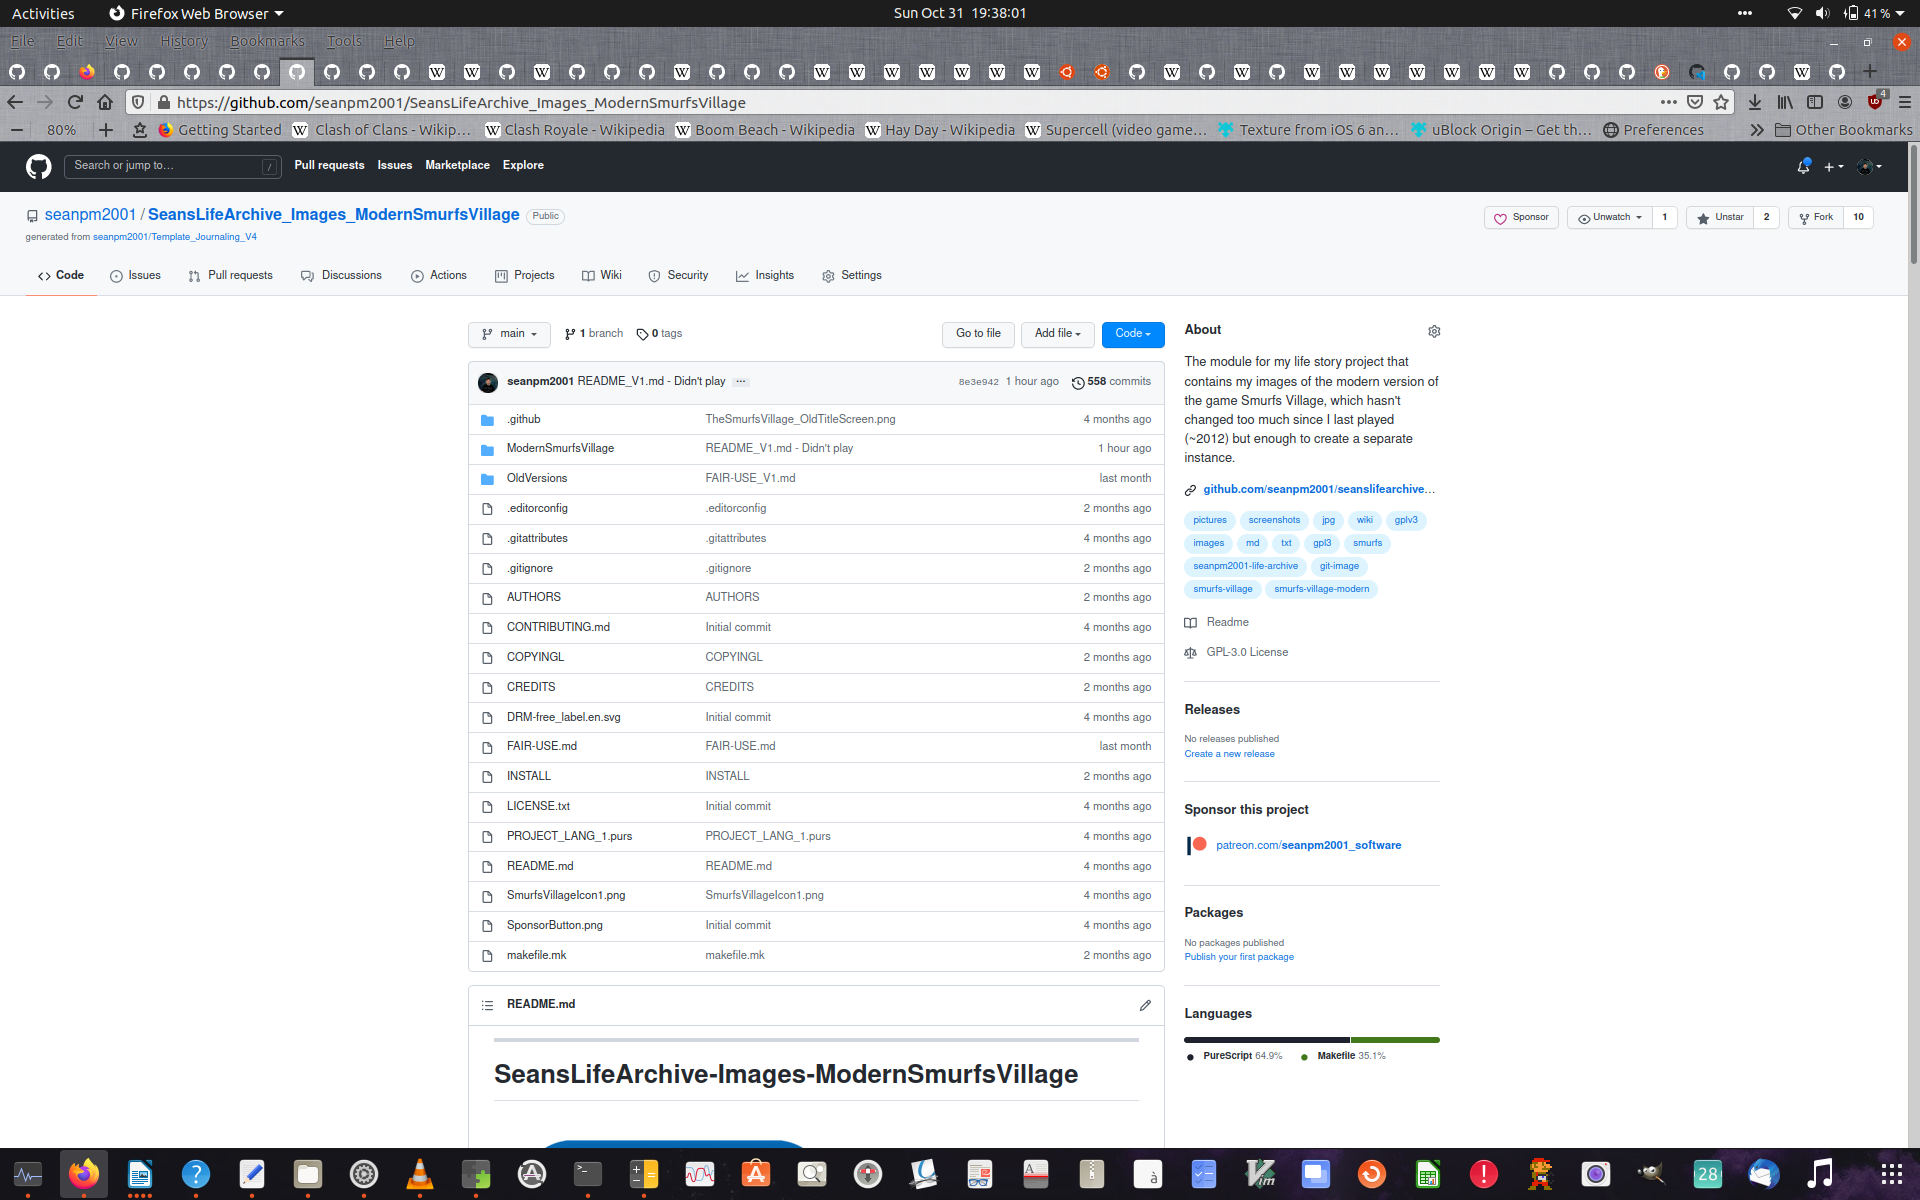 Activities Firefox Web Browser Sun Oct 31 19:38:01 41%
File Edit View History Bookmarks Tools Help
https://github.com/seanpm2001/SeansLifeArchive_Images_ModernSmurfsVillage 4
80% Getting Started Clash of Clans - Wikip… Clash Royale - Wikipedia Boom Beach - Wikipedia Hay Day - Wikipedia Supercell (video game… Texture from iOS 6 an… uBlock Origin – Get th… Preferences Other Bookmarks
Search or jump to… / Pull requests Issues Marketplace Explore
seanpm2001 / SeansLifeArchive_Images_ModernSmurfsVillage Public Sponsor Unwatch 1 Unstar 2 Fork 10
generated from seanpm2001/Template_Journaling_V4
Code Issues Pull requests Discussions Actions Projects Wiki Security Insights Settings
main 1 branch 0 tags Go to file Add file Code
seanpm2001 README_V1.md - Didn't play ... 8e3e942 1 hour ago 558 commits
.github TheSmurfsVillage_OldTitleScreen.png 4 months ago
ModernSmurfsVillage README_V1.md - Didn't play 1 hour ago
OldVersions FAIR-USE_V1.md last month
.editorconfig .editorconfig 2 months ago
.gitattributes .gitattributes 4 months ago
.gitignore .gitignore 2 months ago
AUTHORS AUTHORS 2 months ago
CONTRIBUTING.md Initial commit 4 months ago
COPYINGL COPYINGL 2 months ago
CREDITS CREDITS 2 months ago
DRM-free_label.en.svg Initial commit 4 months ago
FAIR-USE.md FAIR-USE.md last month
INSTALL INSTALL 2 months ago
LICENSE.txt Initial commit 4 months ago
PROJECT_LANG_1.purs PROJECT_LANG_1.purs 4 months ago
README.md README.md 4 months ago
SmurfsVillageIcon1.png SmurfsVillageIcon1.png 4 months ago
SponsorButton.png Initial commit 4 months ago
makefile.mk makefile.mk 2 months ago
README.md
SeansLifeArchive-Images-ModernSmurfsVillage
About
The module for my life story project that
contains my images of the modern version of
the game Smurfs Village, which hasn't
changed too much since I last played
(~2012) but enough to create a separate
instance.
github.com/seanpm2001/seanslifearchive…
pictures screenshots jpg wiki gplv3
images md txt gpl3 smurfs
seanpm2001-life-archive git-image
smurfs-village smurfs-village-modern
Readme
GPL-3.0 License
Releases
No releases published
Create a new release
Sponsor this project
patreon.com/seanpm2001_software
Packages
No packages published
Publish your first package
Languages
PureScript 64.9% Makefile 35.1%
28